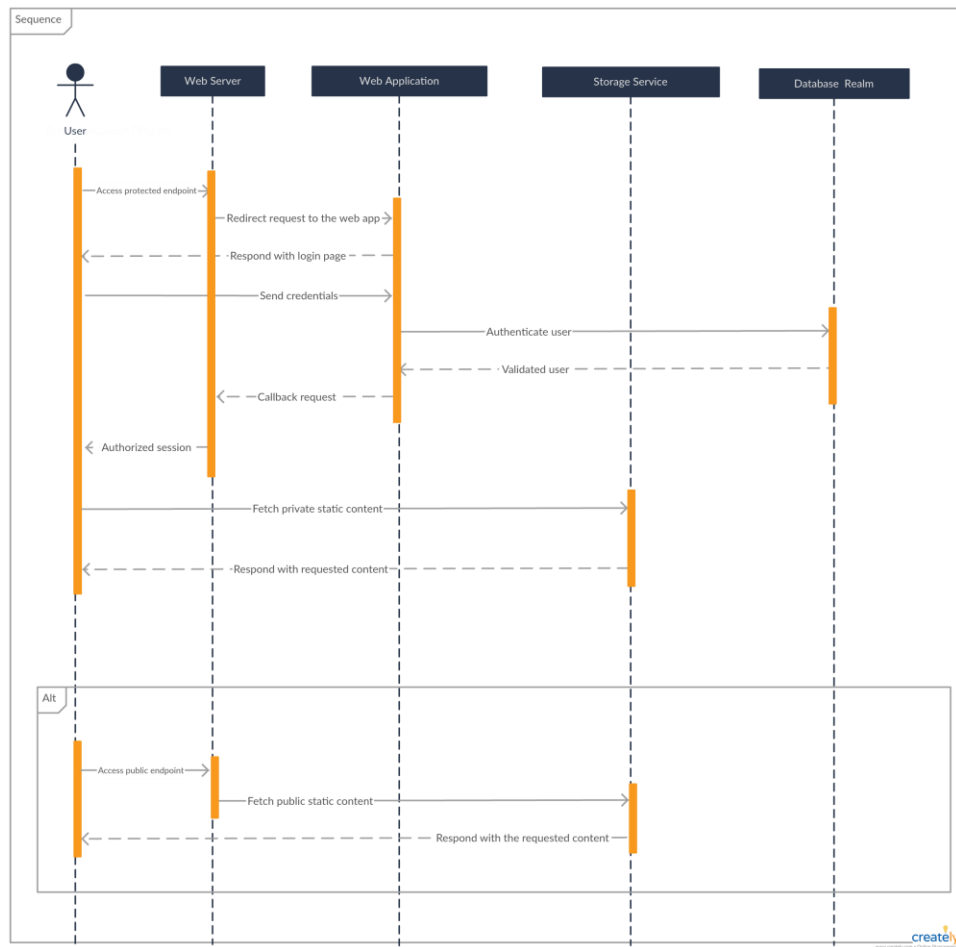 Sequence
Web Server
Web Application
Storage Service
Database Realm
User
Access protected endpoint
Redirect request to the web app
Respond with login page
Send credentials
Authenticate user
Validated user
Callback request
Authorized session
Fetch private static content
Respond with requested content
Alt
Access public endpoint
Fetch public static content
Respond with the requested content
creately